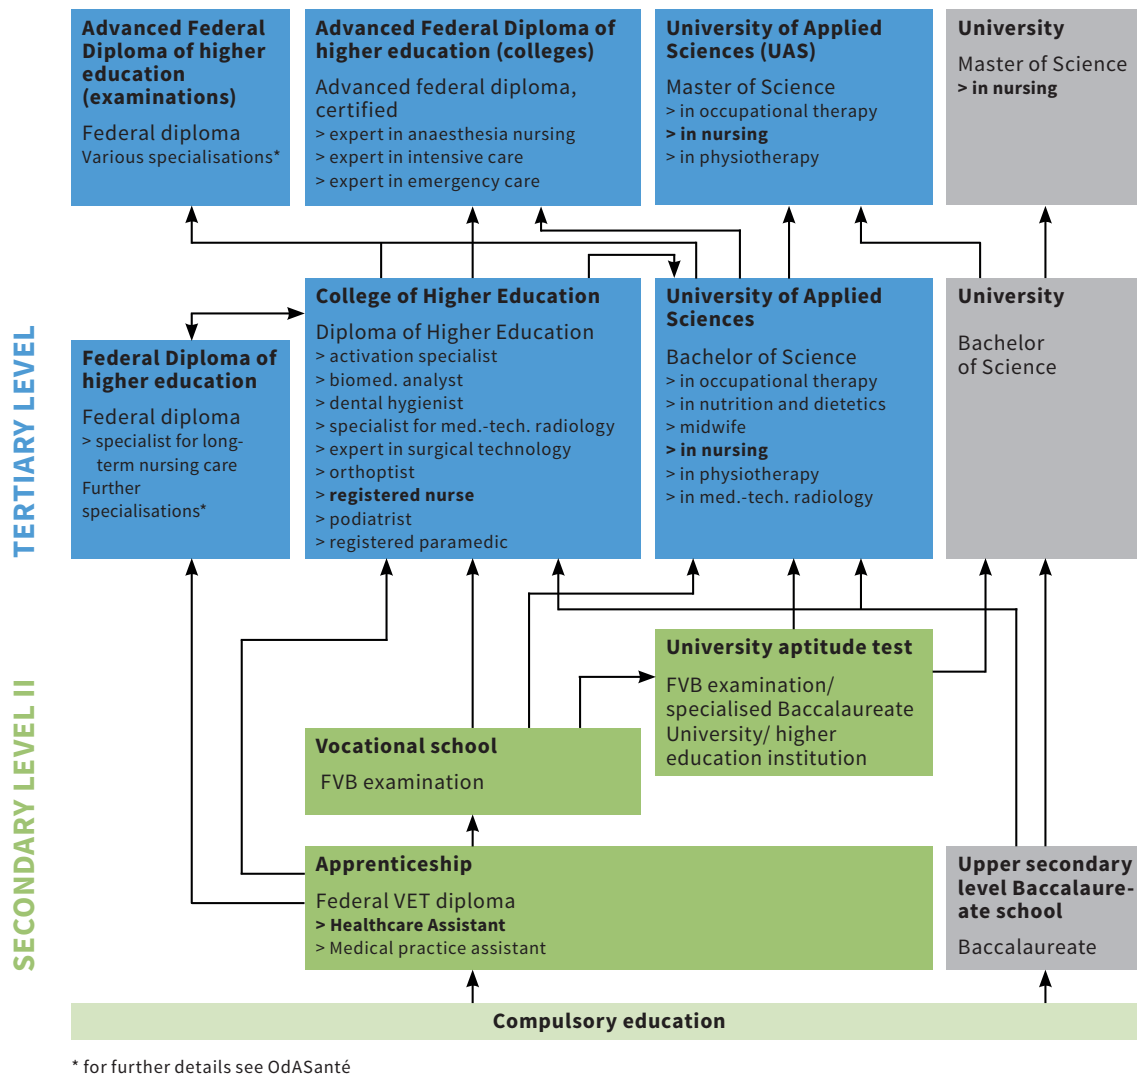 Advanced Federal
Diploma of higher
education
(examinations)
Federal diploma
Various specialisations*
Advanced Federal Diploma of
higher education (colleges)
Advanced federal diploma,
certified
> expert in anaesthesia nursing
> expert in intensive care
> expert in emergency care
University of Applied
Sciences (UAS)
Master of Science
> in occupational therapy
> in nursing
> in physiotherapy
University
Master of Science
> in nursing
TERTIARY LEVEL
Federal Diploma of
higher education
Federal diploma
> specialist for long-
term nursing care
Further
specialisations*
College of Higher Education
Diploma of Higher Education
> activation specialist
> biomed. analyst
> dental hygienist
> specialist for med.-tech. radiology
> expert in surgical technology
> orthoptist
> registered nurse
> podiatrist
> registered paramedic
University of Applied
Sciences
Bachelor of Science
> in occupational therapy
> in nutrition and dietetics
> midwife
> in nursing
> in physiotherapy
> in med.-tech. radiology
University
Bachelor
of Science
SECONDARY LEVEL II
University aptitude test
FVB examination/
specialised Baccalaureate
University/ higher
education institution
Vocational school
FVB examination
Apprenticeship
Federal VET diploma
> Healthcare Assistant
> Medical practice assistant
Upper secondary
level Baccalaure-
ate school
Baccalaureate
Compulsory education
* for further details see OdASanté